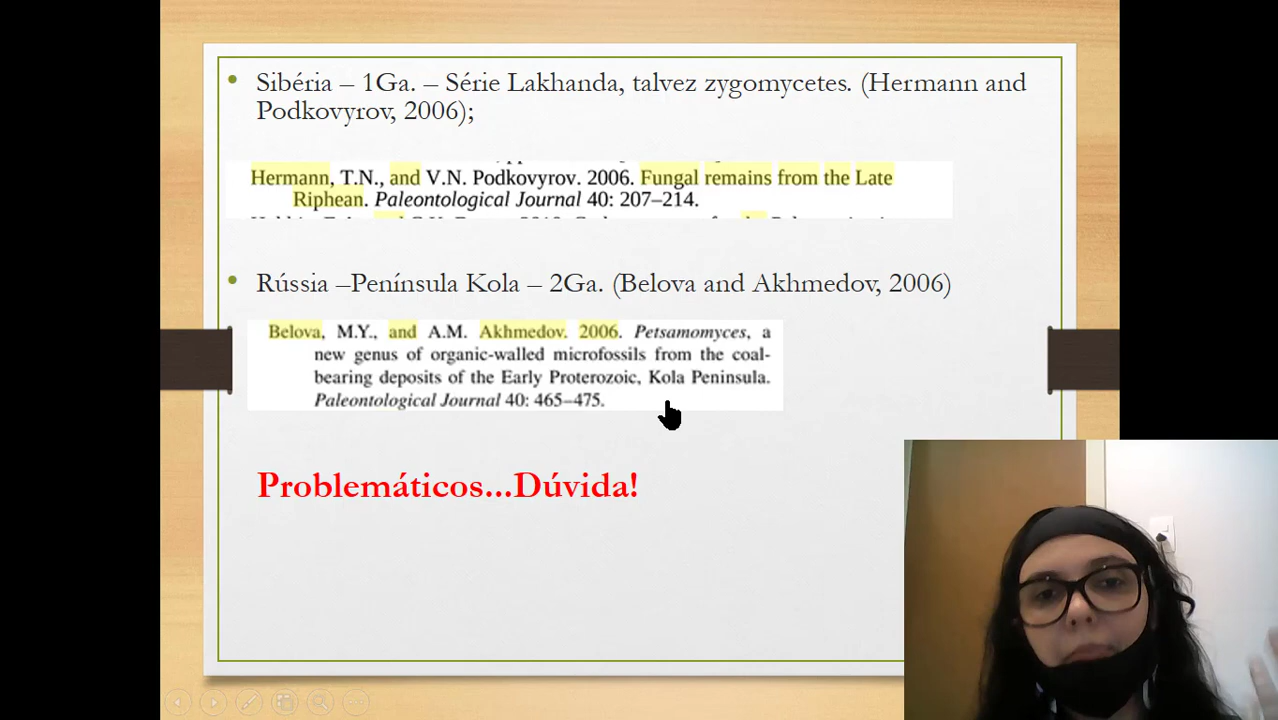 • Sibéria – 1Ga. – Série Lakhanda, talvez zygomycetes. (Hermann and
Podkovyrov, 2006);
Hermann, T.N., and V.N. Podkovyrov. 2006. Fungal remains from the Late
Riphean. Paleontological Journal 40: 207–214.
• Rússia –Península Kola – 2Ga. (Belova and Akhmedov, 2006)
Belova, M.Y., and A.M. Akhmedov. 2006. Petsamomyces, a
new genus of organic-walled microfossils from the coal-
bearing deposits of the Early Proterozoic, Kola Peninsula.
Paleontological Journal 40: 465–475.
Problemáticos...Dúvida!